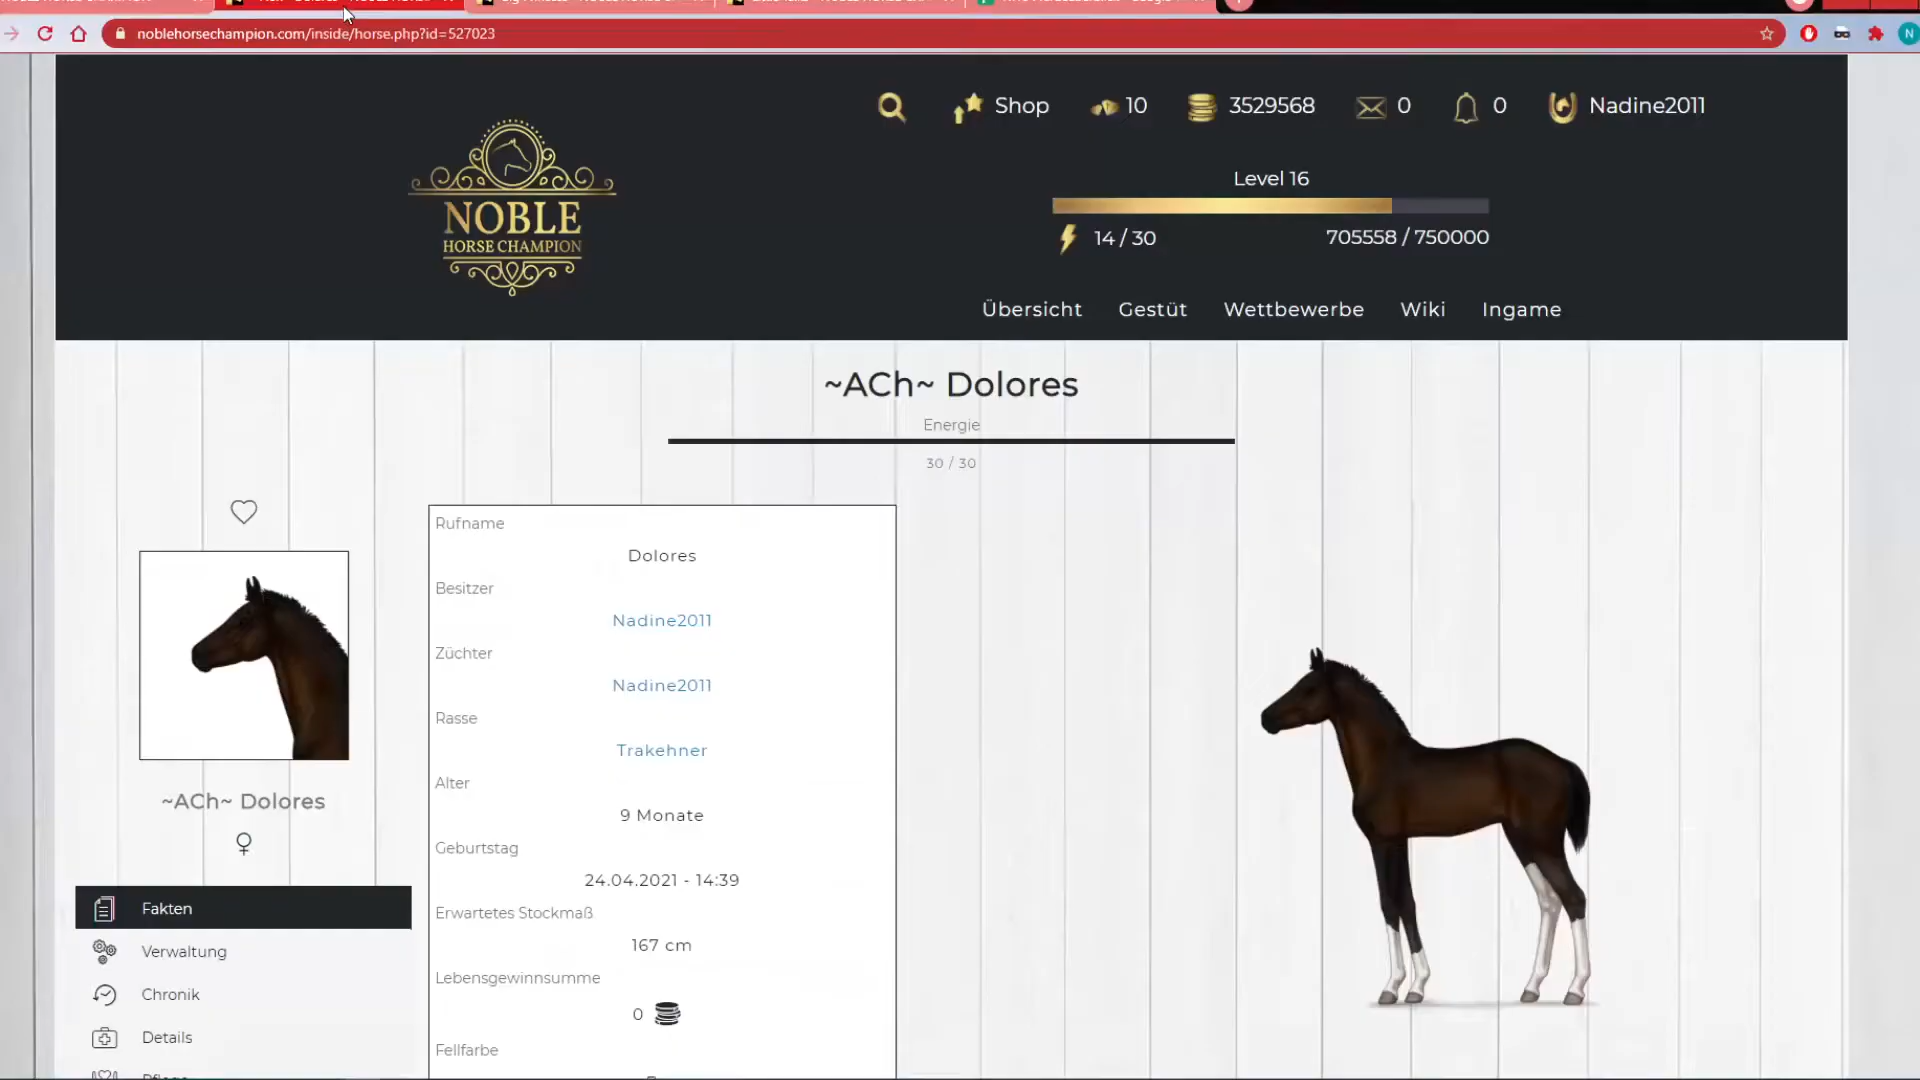 noblehorsechampion.com/inside/horse.php?id=527023
N
Shop 10 3529568 0 0 Nadine2011
NOBLE
HORSE CHAMPION
Level 16
14 / 30 705558 / 750000
Übersicht Gestüt Wettbewerbe Wiki Ingame
~ACh~ Dolores
Energie
30 / 30
~ACh~ Dolores
Fakten
Verwaltung
Chronik
Details
Rufname
Dolores
Besitzer
Nadine2011
Züchter
Nadine2011
Rasse
Trakehner
Alter
9 Monate
Geburtstag
24.04.2021 - 14:39
Erwartetes Stockmaß
167 cm
Lebensgewinnsumme
0
Fellfarbe